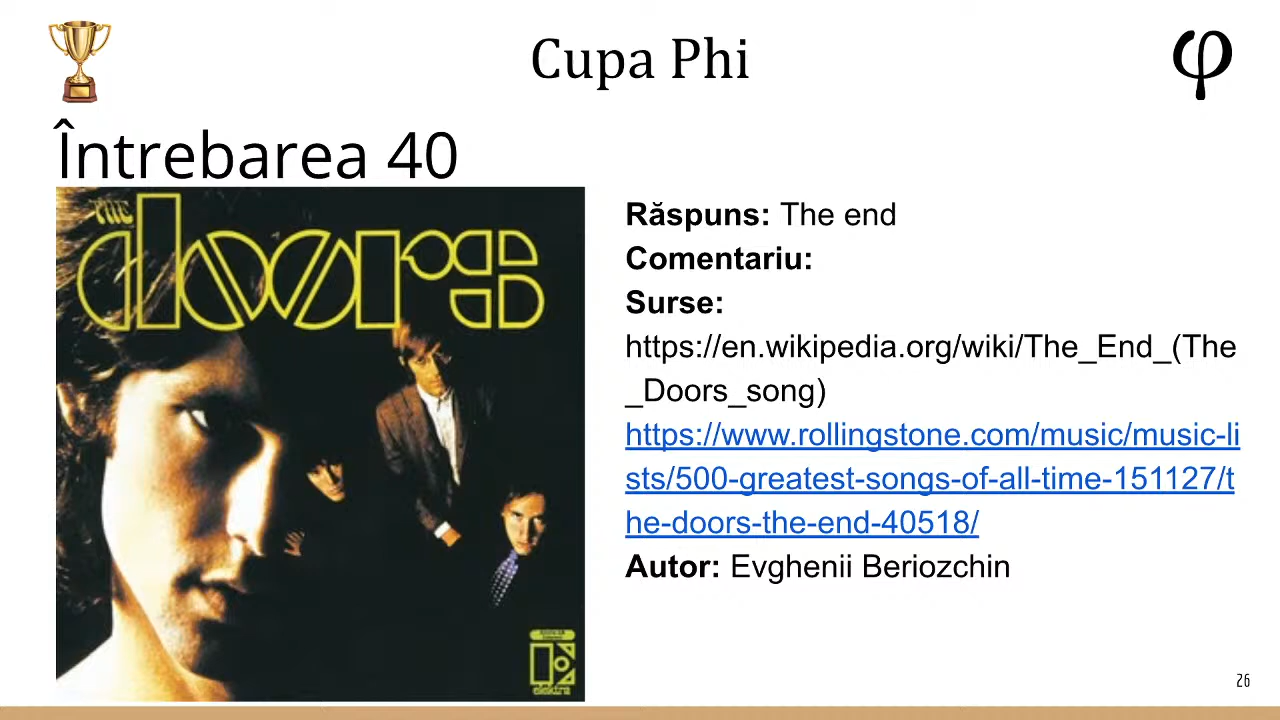 Cupa Phi
φ
Întrebarea 40
THE
doors
elektra
Răspuns: The end
Comentariu:
Surse:
https://en.wikipedia.org/wiki/The_End_(The
_Doors_song)
https://www.rollingstone.com/music/music-li
sts/500-greatest-songs-of-all-time-151127/t
he-doors-the-end-40518/
Autor: Evghenii Beriozchin
26